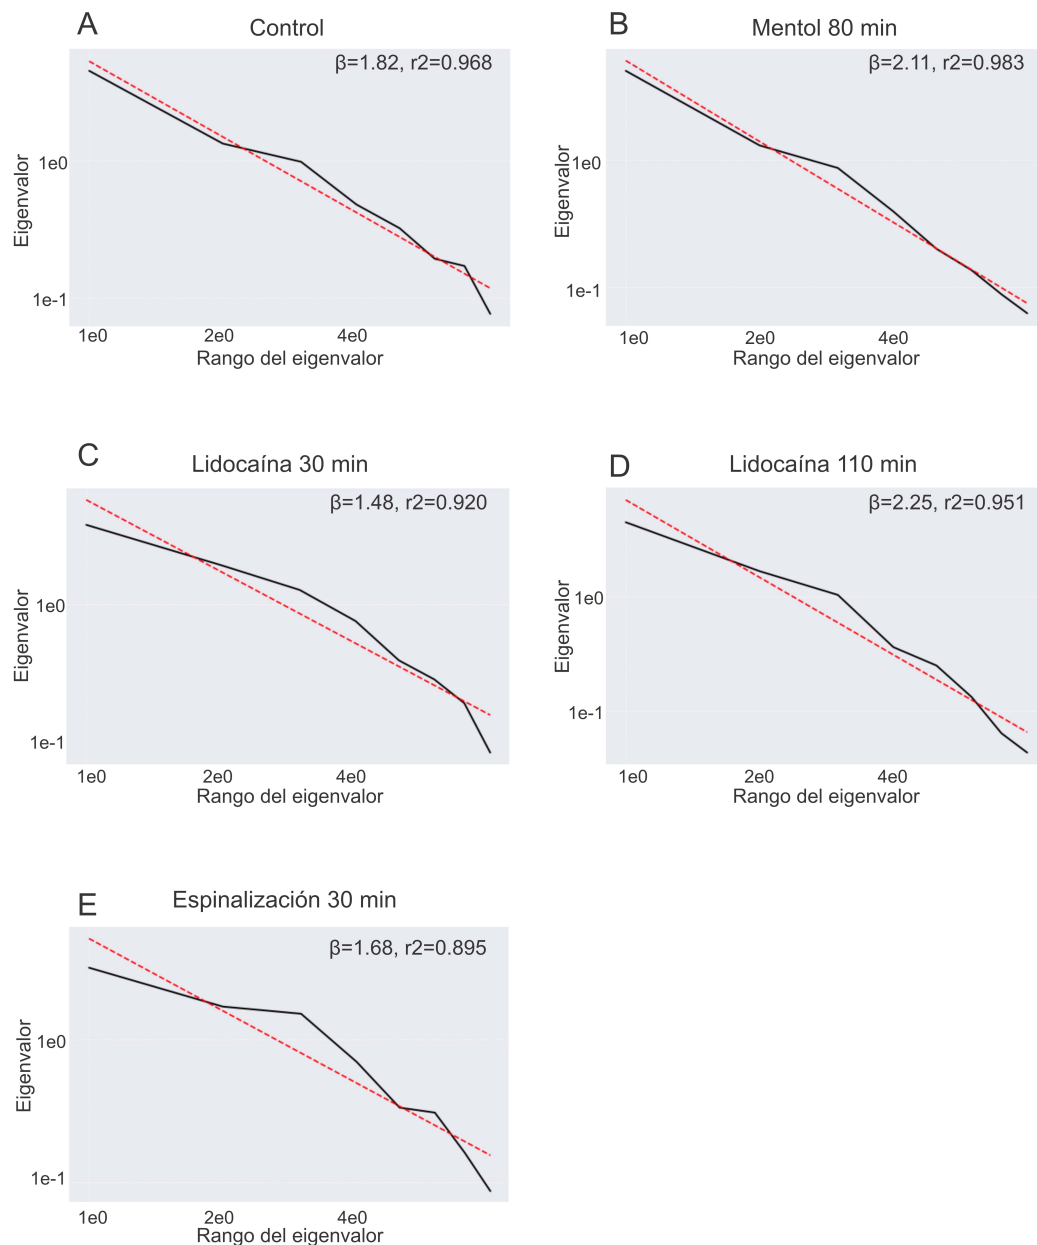 A
Control
β=1.82, r2=0.968
Eigenvalor
1e0
1e-1
1e0
2e0
4e0
Rango del eigenvalor
B
Mentol 80 min
β=2.11, r2=0.983
Eigenvalor
1e0
1e-1
1e0
2e0
4e0
Rango del eigenvalor
C
Lidocaína 30 min
β=1.48, r2=0.920
Eigenvalor
1e0
1e-1
1e0
2e0
4e0
Rango del eigenvalor
D
Lidocaína 110 min
β=2.25, r2=0.951
Eigenvalor
1e0
1e-1
1e0
2e0
4e0
Rango del eigenvalor
E
Espinalización 30 min
β=1.68, r2=0.895
Eigenvalor
1e0
1e-1
1e0
2e0
4e0
Rango del eigenvalor